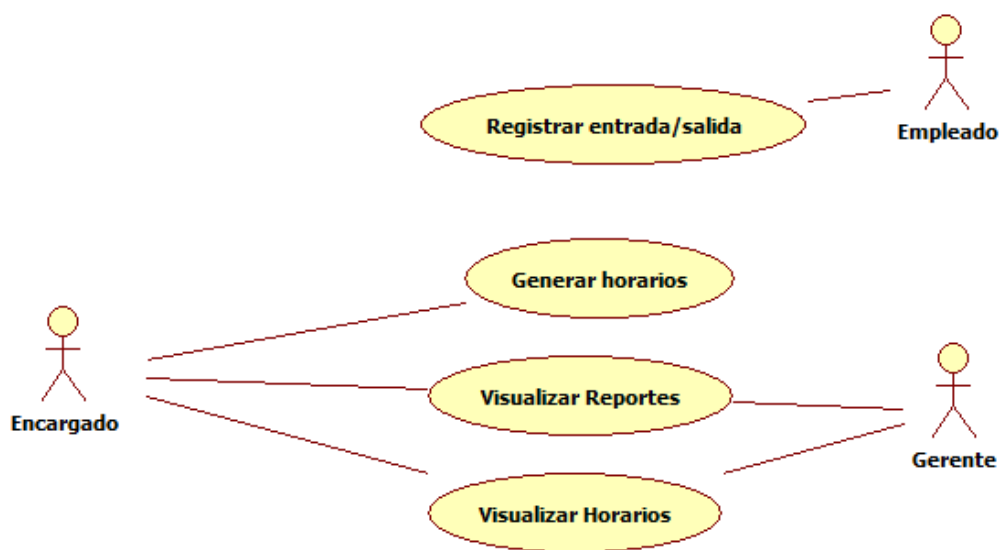 Registrar entrada/salida
Empleado
Generar horarios
Encargado
Visualizar Reportes
Gerente
Visualizar Horarios